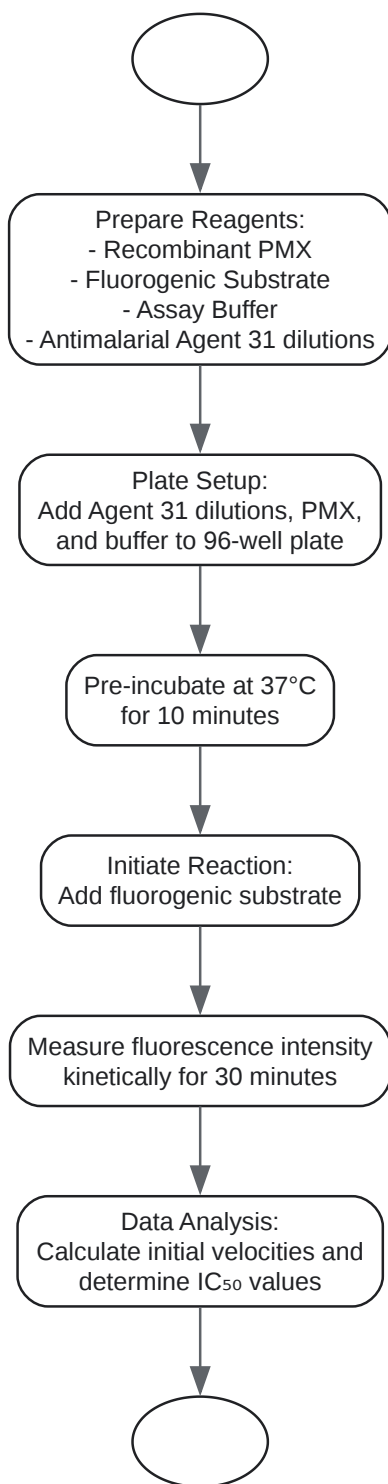 Prepare Reagents:
- Recombinant PMX
- Fluorogenic Substrate
- Assay Buffer
- Antimalarial Agent 31 dilutions
Plate Setup:
Add Agent 31 dilutions, PMX,
and buffer to 96-well plate
Pre-incubate at 37°C
for 10 minutes
Initiate Reaction:
Add fluorogenic substrate
Measure fluorescence intensity
kinetically for 30 minutes
Data Analysis:
Calculate initial velocities and
determine IC₅₀ values